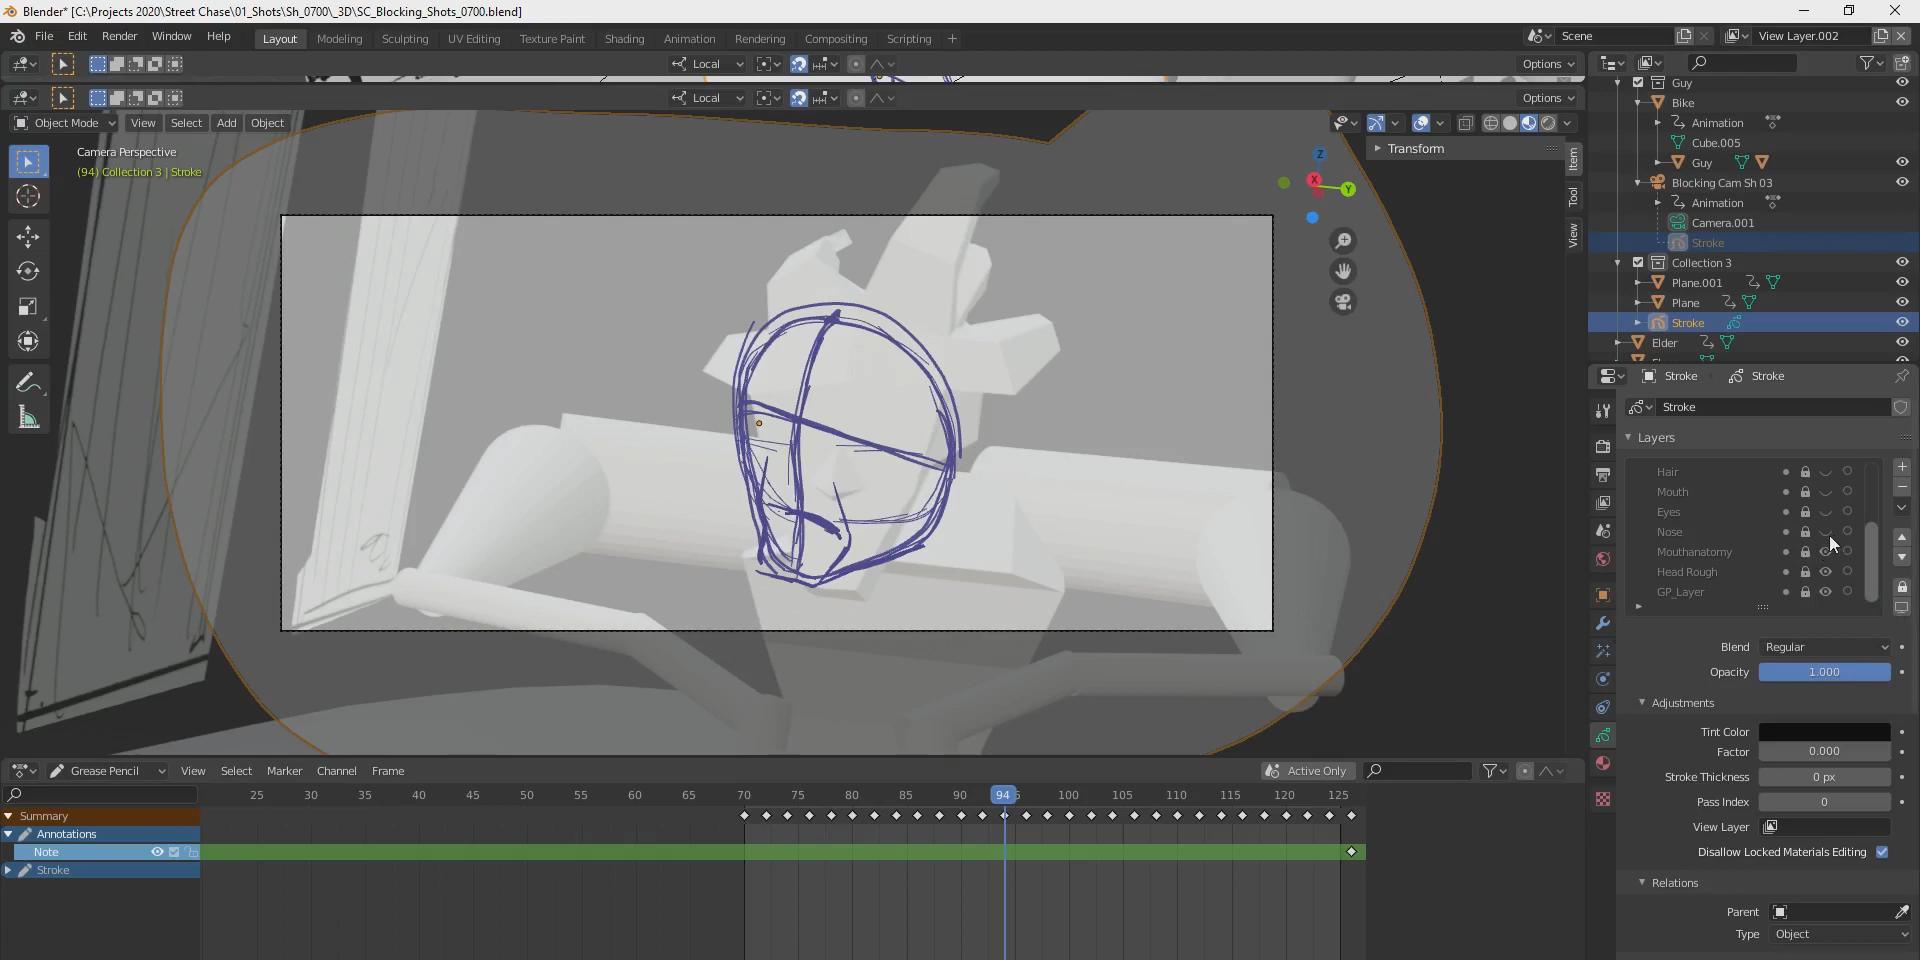 Blender* [C:\Projects 2020\Street Chase\01_Shots\Sh_0700\_3D\SC_Blocking_Shots_0700.blend]
File Edit Render Window Help
Layout Modeling Sculpting UV Editing Texture Paint Shading Animation Rendering Compositing Scripting +
Scene
View Layer.002
Local
Options
Local
Options
Object Mode View Select Add Object
Camera Perspective
(94) Collection 3 | Stroke
Transform
Item
Tool
View
Z
X
Y
Guy
Bike
Animation
Cube.005
Guy
Blocking Cam Sh 03
Animation
Camera.001
Stroke
Collection 3
Plane.001
Plane
Stroke
Elder
Stroke
Stroke
Stroke
Layers
Hair
Mouth
Eyes
Nose
Mouthanatomy
Head Rough
GP_Layer
Blend Regular
Opacity 1.000
Adjustments
Tint Color
Factor 0.000
Stroke Thickness 0 px
Pass Index 0
View Layer
Disallow Locked Materials Editing
Relations
Parent
Type Object
Grease Pencil View Select Marker Channel Frame
Active Only
25 30 35 40 45 50 55 60 65 70 75 80 85 90 94 100 105 110 115 120 125
Summary
Annotations
Note
Stroke